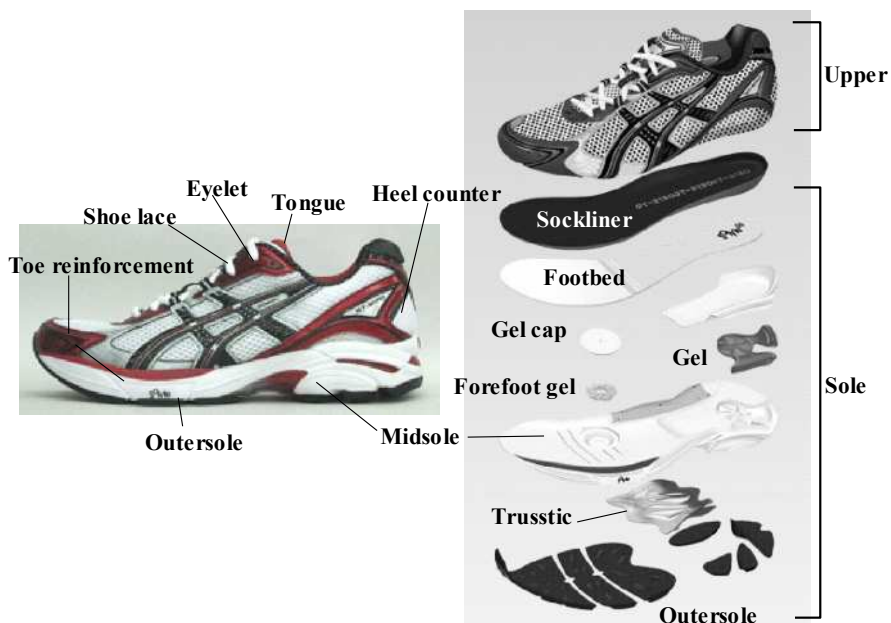 Upper
Eyelet
Tongue
Heel counter
Shoe lace
Sockliner
Toe reinforcement
Footbed
Gel cap
Gel
Forefoot gel
Sole
Outersole
Midsole
Trusstic
Outersole